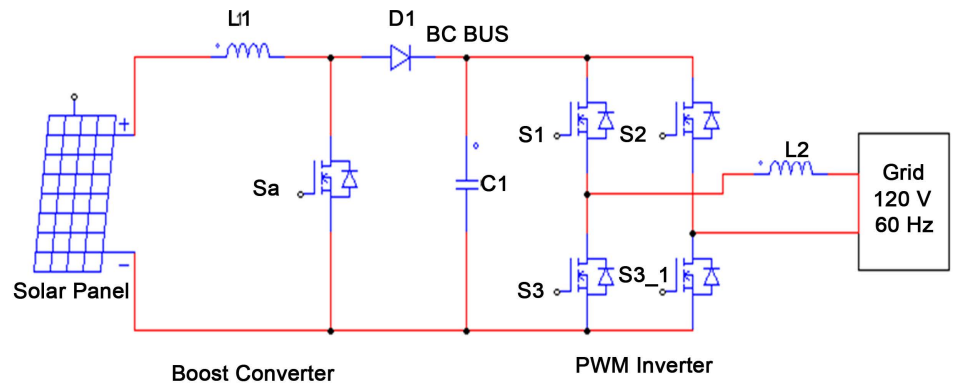 L1
D1
BC BUS
+
S1
S2
L2
Grid
120 V
60 Hz
Sa
C1
−
Solar Panel
S3
S3_1
Boost Converter
PWM Inverter